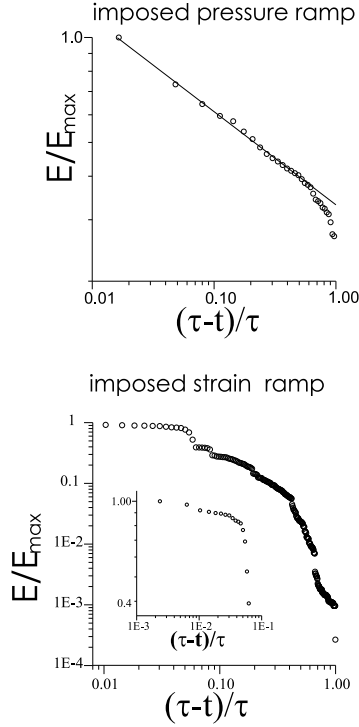 imposed pressure ramp
1.0
E/E_max
0.01
0.10
1.00
(τ-t)/τ
imposed strain ramp
1
0.1
1E-2
1E-3
1E-4
E/E_max
1.00
0.4
1E-3
1E-2
1E-1
(τ-t)/τ
0.01
0.10
1.00
(τ-t)/τ